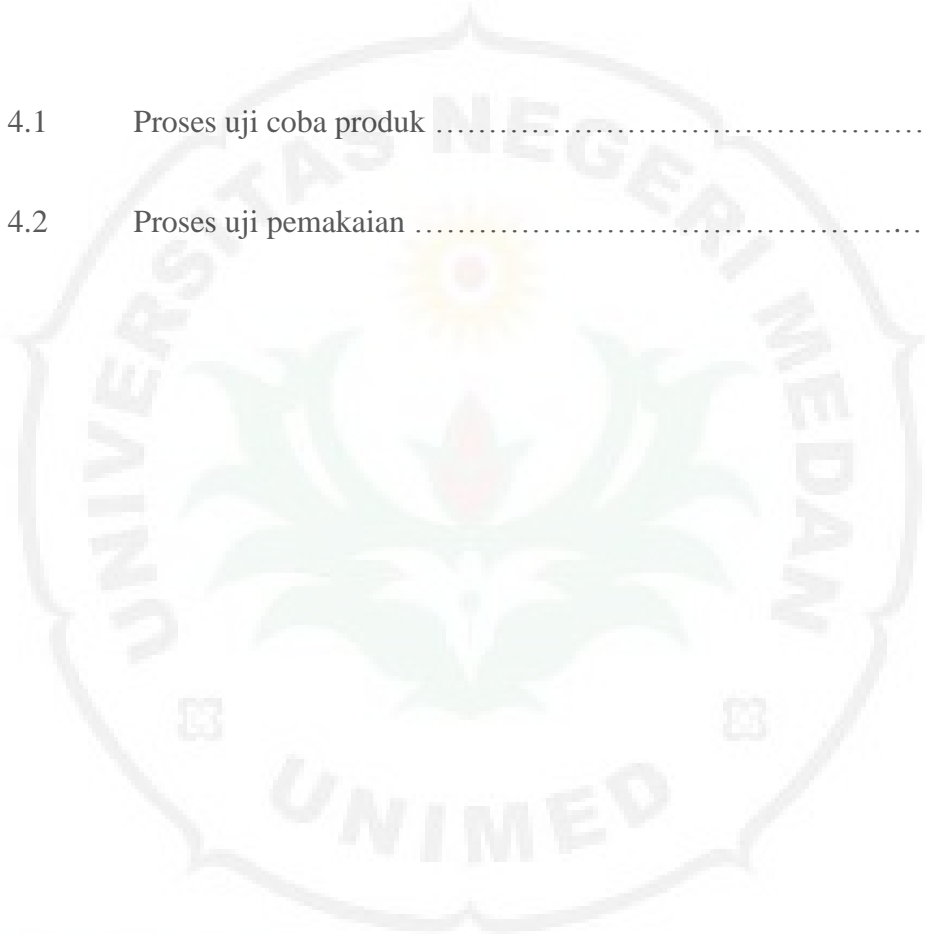 4.1 Proses uji coba produk ……………………………………
4.2 Proses uji pemakaian ……………………………………..…
UNIVERSITAS NEGERI MEDAN
UNIMED